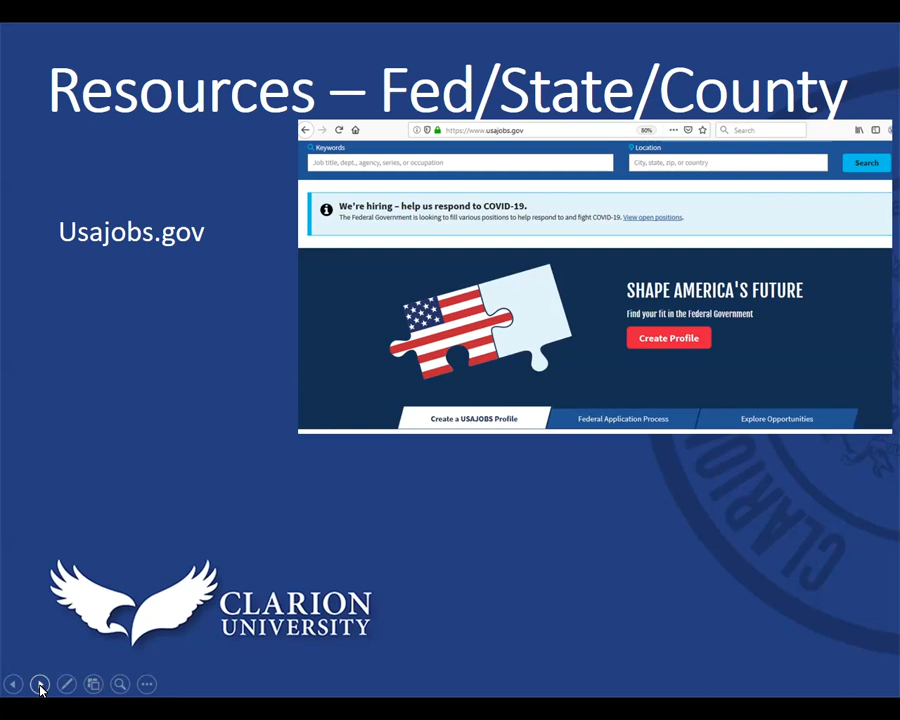 Resources – Fed/State/County
Usajobs.gov
https://www.usajobs.gov
80%
Search
Keywords
Location
Job title, dept., agency, series, or occupation
City, state, zip, or country
Search
We're hiring – help us respond to COVID-19.
The Federal Government is looking to fill various positions to help respond to and fight COVID-19. View open positions.
SHAPE AMERICA'S FUTURE
Find your fit in the Federal Government
Create Profile
Create a USAJOBS Profile
Federal Application Process
Explore Opportunities
CLARION
CLARION
UNIVERSITY